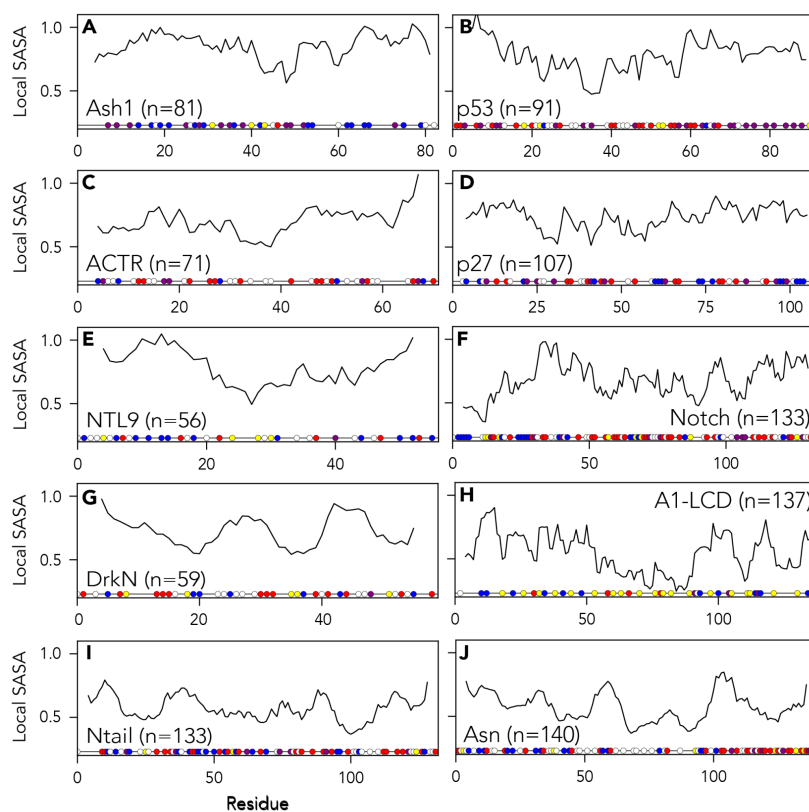 A
B
Local SASA
1.0
0.5
Ash1 (n=81)
p53 (n=91)
0 20 40 60 80
0 20 40 60 80
C
D
Local SASA
1.0
0.5
ACTR (n=71)
p27 (n=107)
0 20 40 60
0 25 50 75 100
E
F
Local SASA
1.0
0.5
NTL9 (n=56)
Notch (n=133)
0 20 40
0 50 100
G
H
Local SASA
1.0
0.5
A1-LCD (n=137)
DrkN (n=59)
0 20 40
0 50 100
I
J
Local SASA
1.0
0.5
Ntail (n=133)
Asn (n=140)
0 50 100
0 50 100
Residue